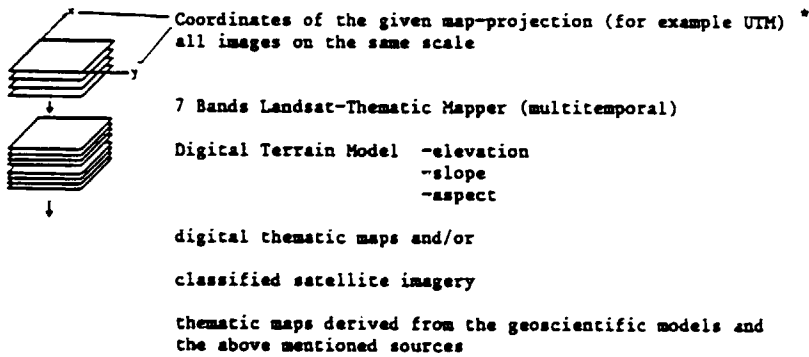 x
Coordinates of the given map-projection (for example UTM) *
all images on the same scale
y
7 Bands Landsat-Thematic Mapper (multitemporal)
Digital Terrain Model -elevation
-slope
-aspect
digital thematic maps and/or
classified satellite imagery
thematic maps derived from the geoscientific models and
the above mentioned sources